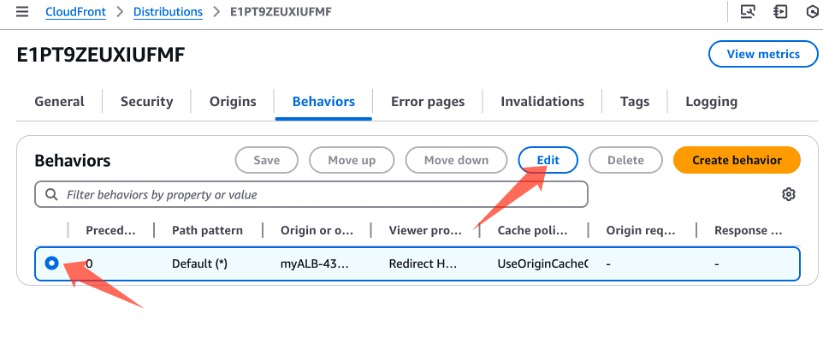 CloudFront > Distributions > E1PT9ZEUXIUFMF
E1PT9ZEUXIUFMF
View metrics
General Security Origins Behaviors Error pages Invalidations Tags Logging
Behaviors Save Move up Move down Edit Delete Create behavior
Filter behaviors by property or value
Preced... Path pattern Origin or o... Viewer pro... Cache poli... Origin req... Response ...
0 Default (*) myALB-43... Redirect H... UseOriginCacheC - -